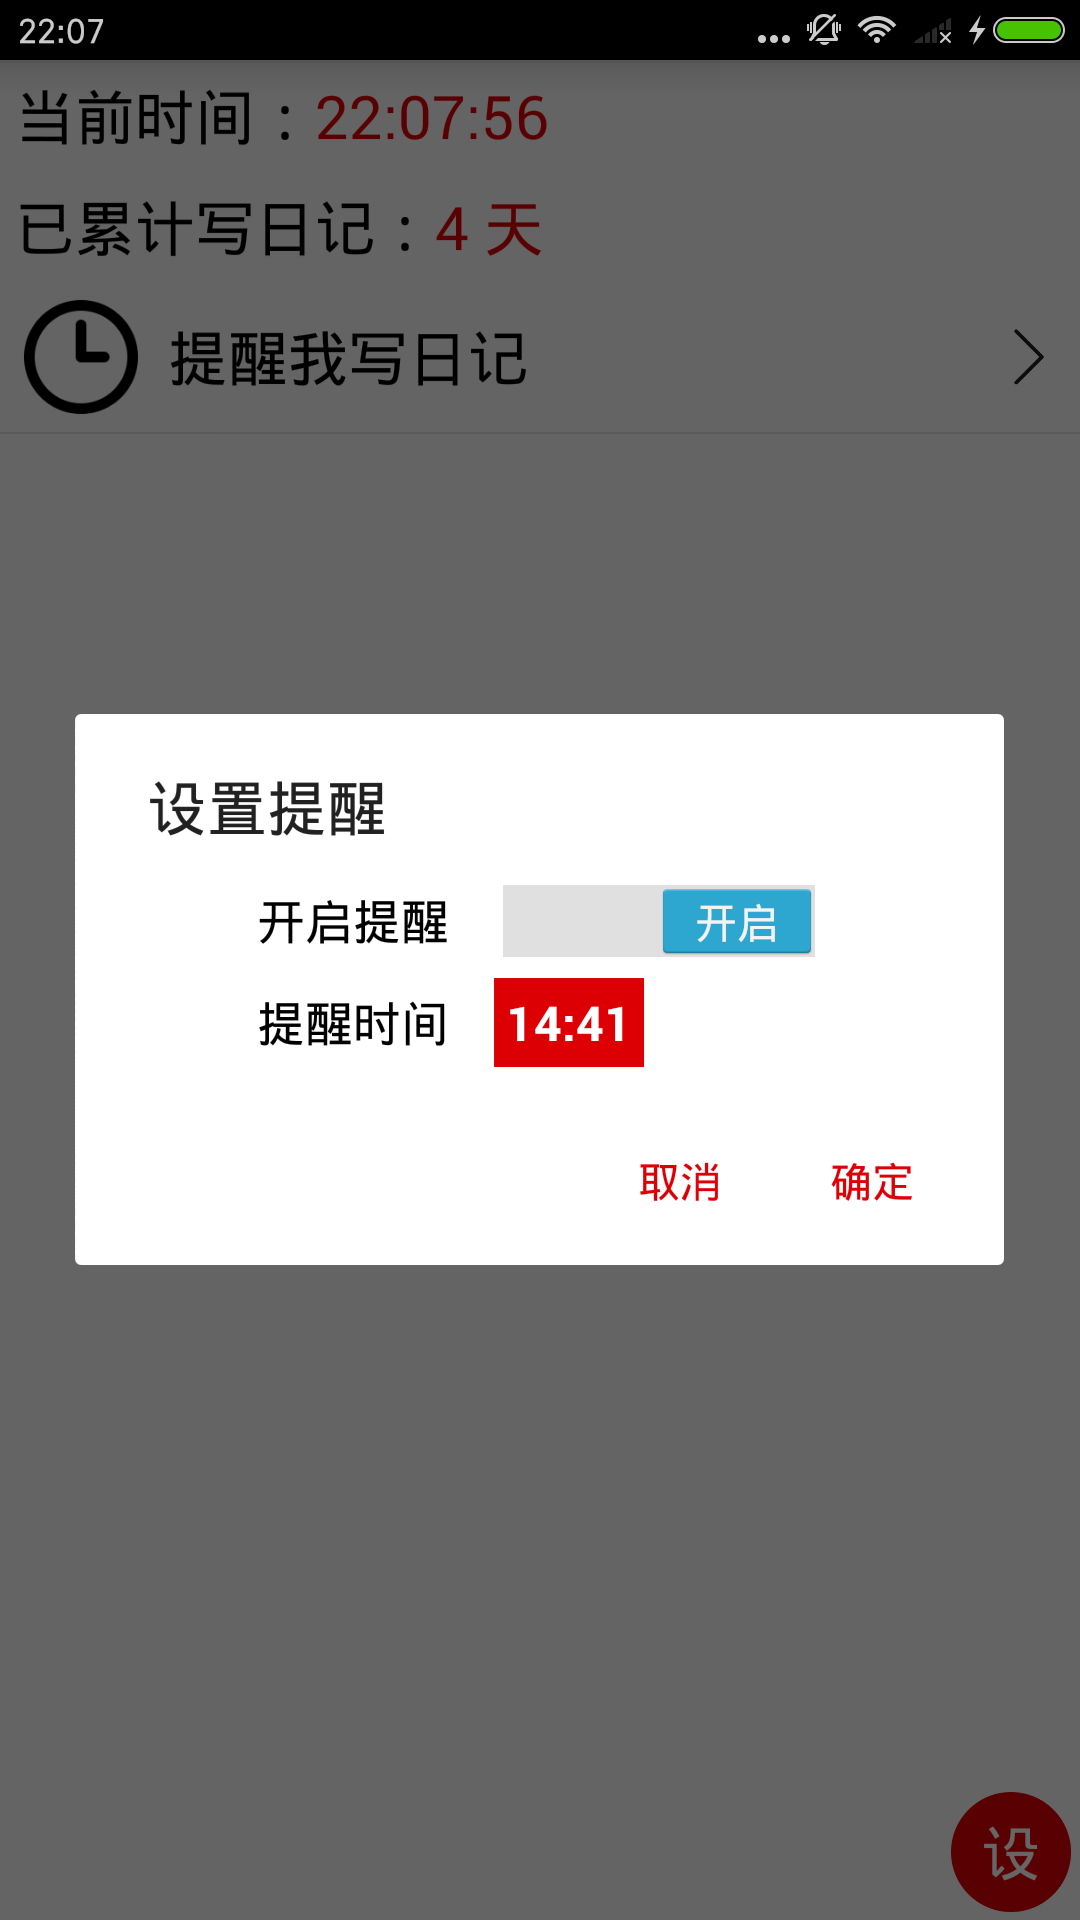 22:07
当前时间：22:07:56
已累计写日记：4 天
提醒我写日记
设置提醒
开启提醒 开启
提醒时间 14:41
取消 确定
设